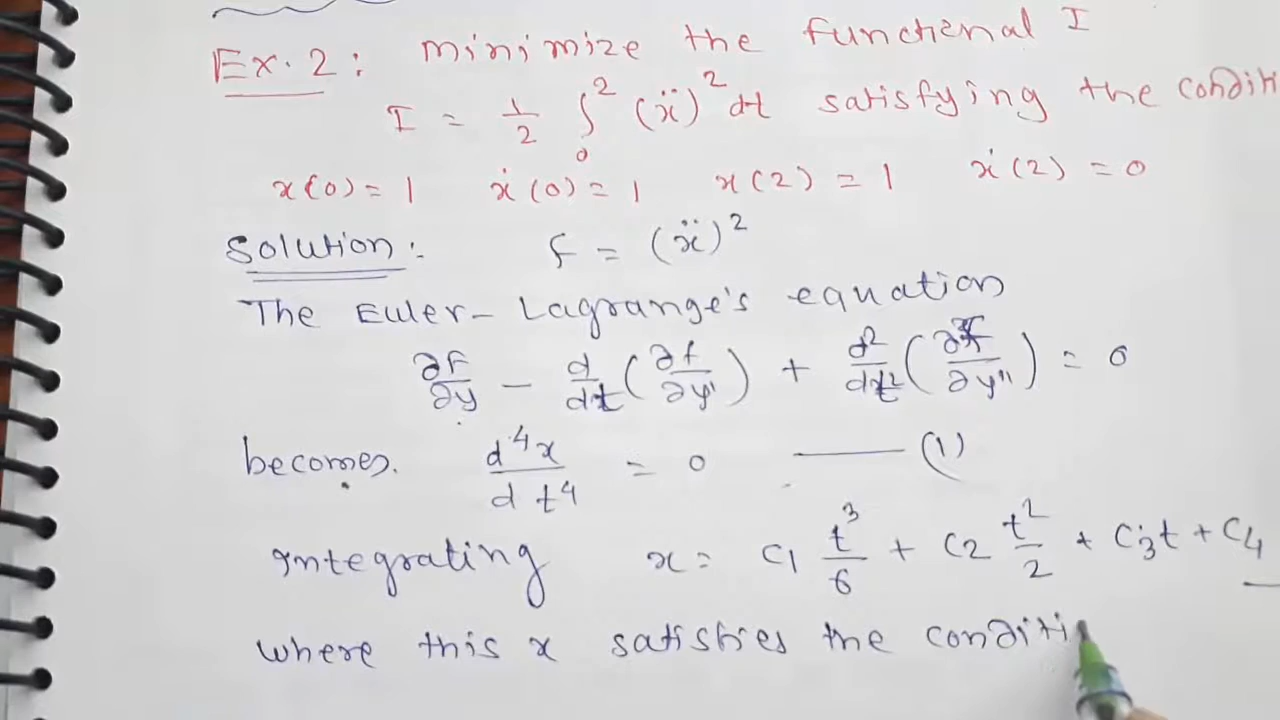 Ex. 2: minimize the functional I
I = 1/2 ∫₀² (ẍ)² dt satisfying the condit
x(0) = 1 ẋ(0) = 1 x(2) = 1 ẋ(2) = 0
Solution: f = (ẍ)²
The Euler-Lagrange's equation
∂f/∂y - d/dt (∂f/∂y') + d²/dt² (∂f/∂y'') = 0
becomes. d⁴x/dt⁴ = 0 —— (1)
Integrating x = c₁ t³/6 + c₂ t²/2 + c₃t + c₄
where this x satisfies the conditi